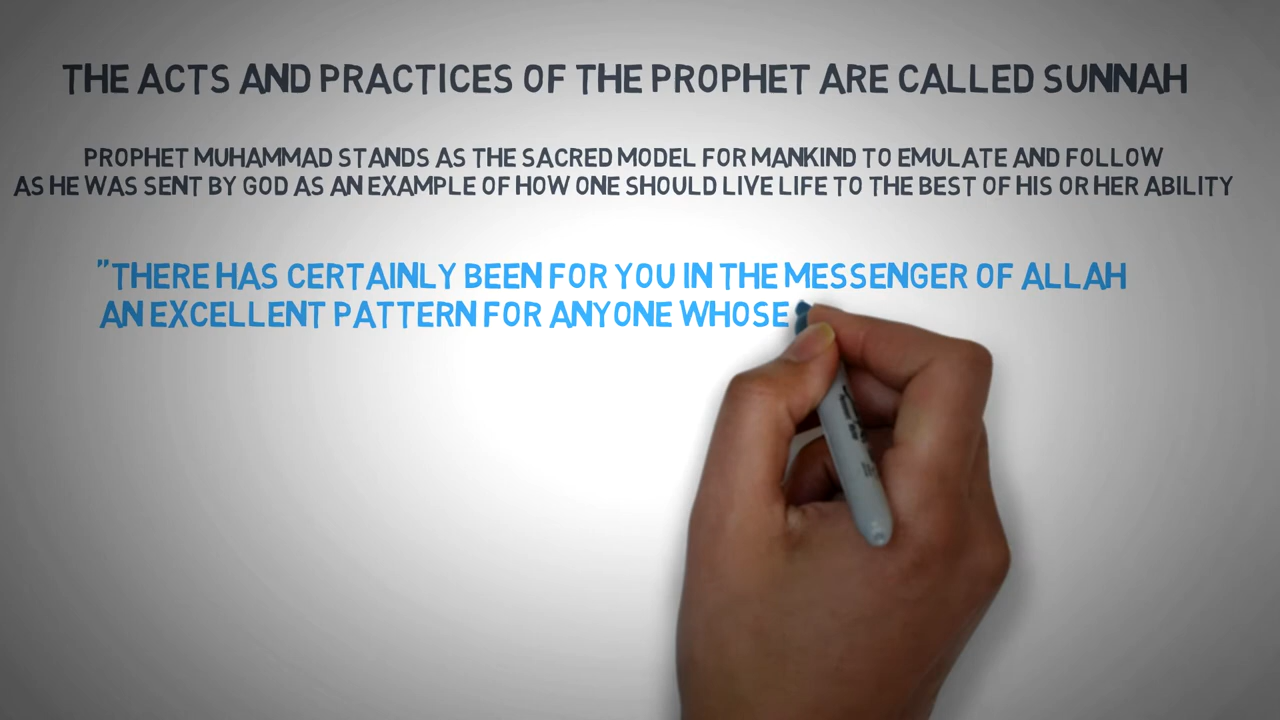 THE ACTS AND PRACTICES OF THE PROPHET ARE CALLED SUNNAH
PROPHET MUHAMMAD STANDS AS THE SACRED MODEL FOR MANKIND TO EMULATE AND FOLLOW
AS HE WAS SENT BY GOD AS AN EXAMPLE OF HOW ONE SHOULD LIVE LIFE TO THE BEST OF HIS OR HER ABILITY
"THERE HAS CERTAINLY BEEN FOR YOU IN THE MESSENGER OF ALLAH
AN EXCELLENT PATTERN FOR ANYONE WHOSE